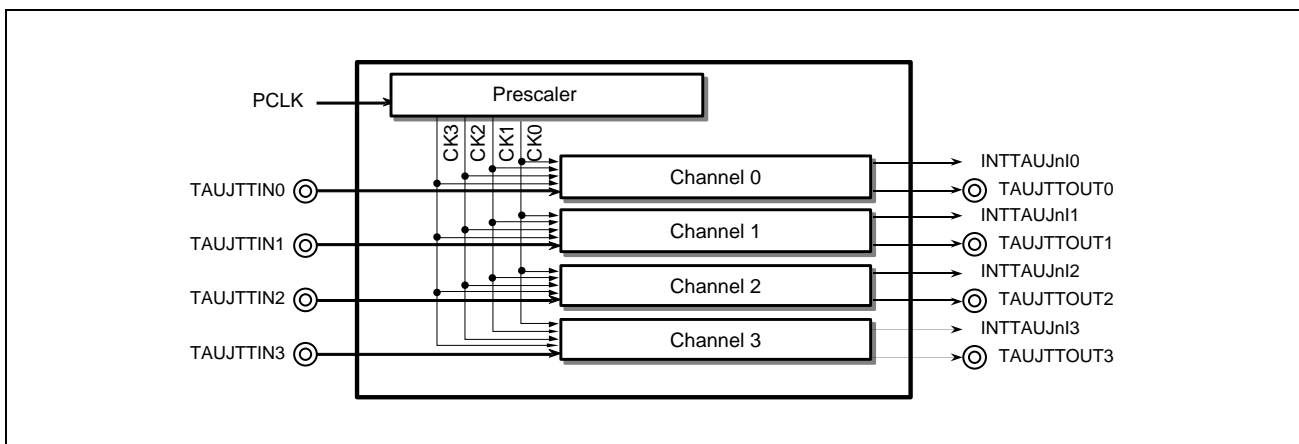 PCLK
Prescaler
CK3
CK2
CK1
CK0
TAUJTTIN0
Channel 0
INTTAUJnI0
TAUJTTOUT0
TAUJTTIN1
Channel 1
INTTAUJnI1
TAUJTTOUT1
TAUJTTIN2
Channel 2
INTTAUJnI2
TAUJTTOUT2
TAUJTTIN3
Channel 3
INTTAUJnI3
TAUJTTOUT3